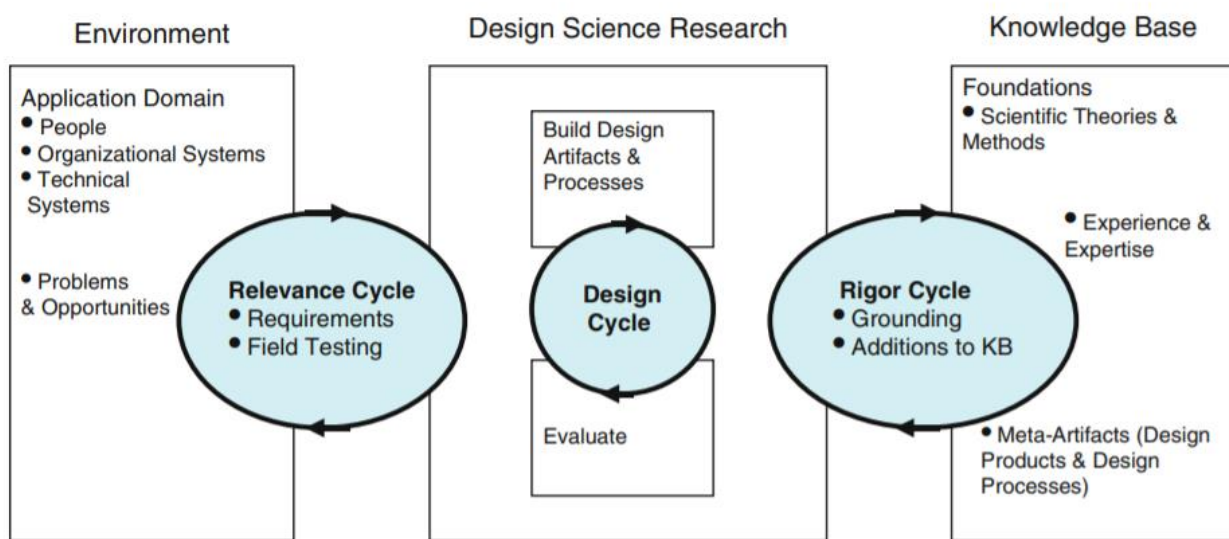 Environment
Design Science Research
Knowledge Base
Application Domain
● People
● Organizational Systems
● Technical
Systems
● Problems
& Opportunities
Relevance Cycle
● Requirements
● Field Testing
Build Design
Artifacts &
Processes
Design
Cycle
Evaluate
Rigor Cycle
● Grounding
● Additions to KB
Foundations
● Scientific Theories &
Methods
● Experience &
Expertise
● Meta-Artifacts (Design
Products & Design
Processes)